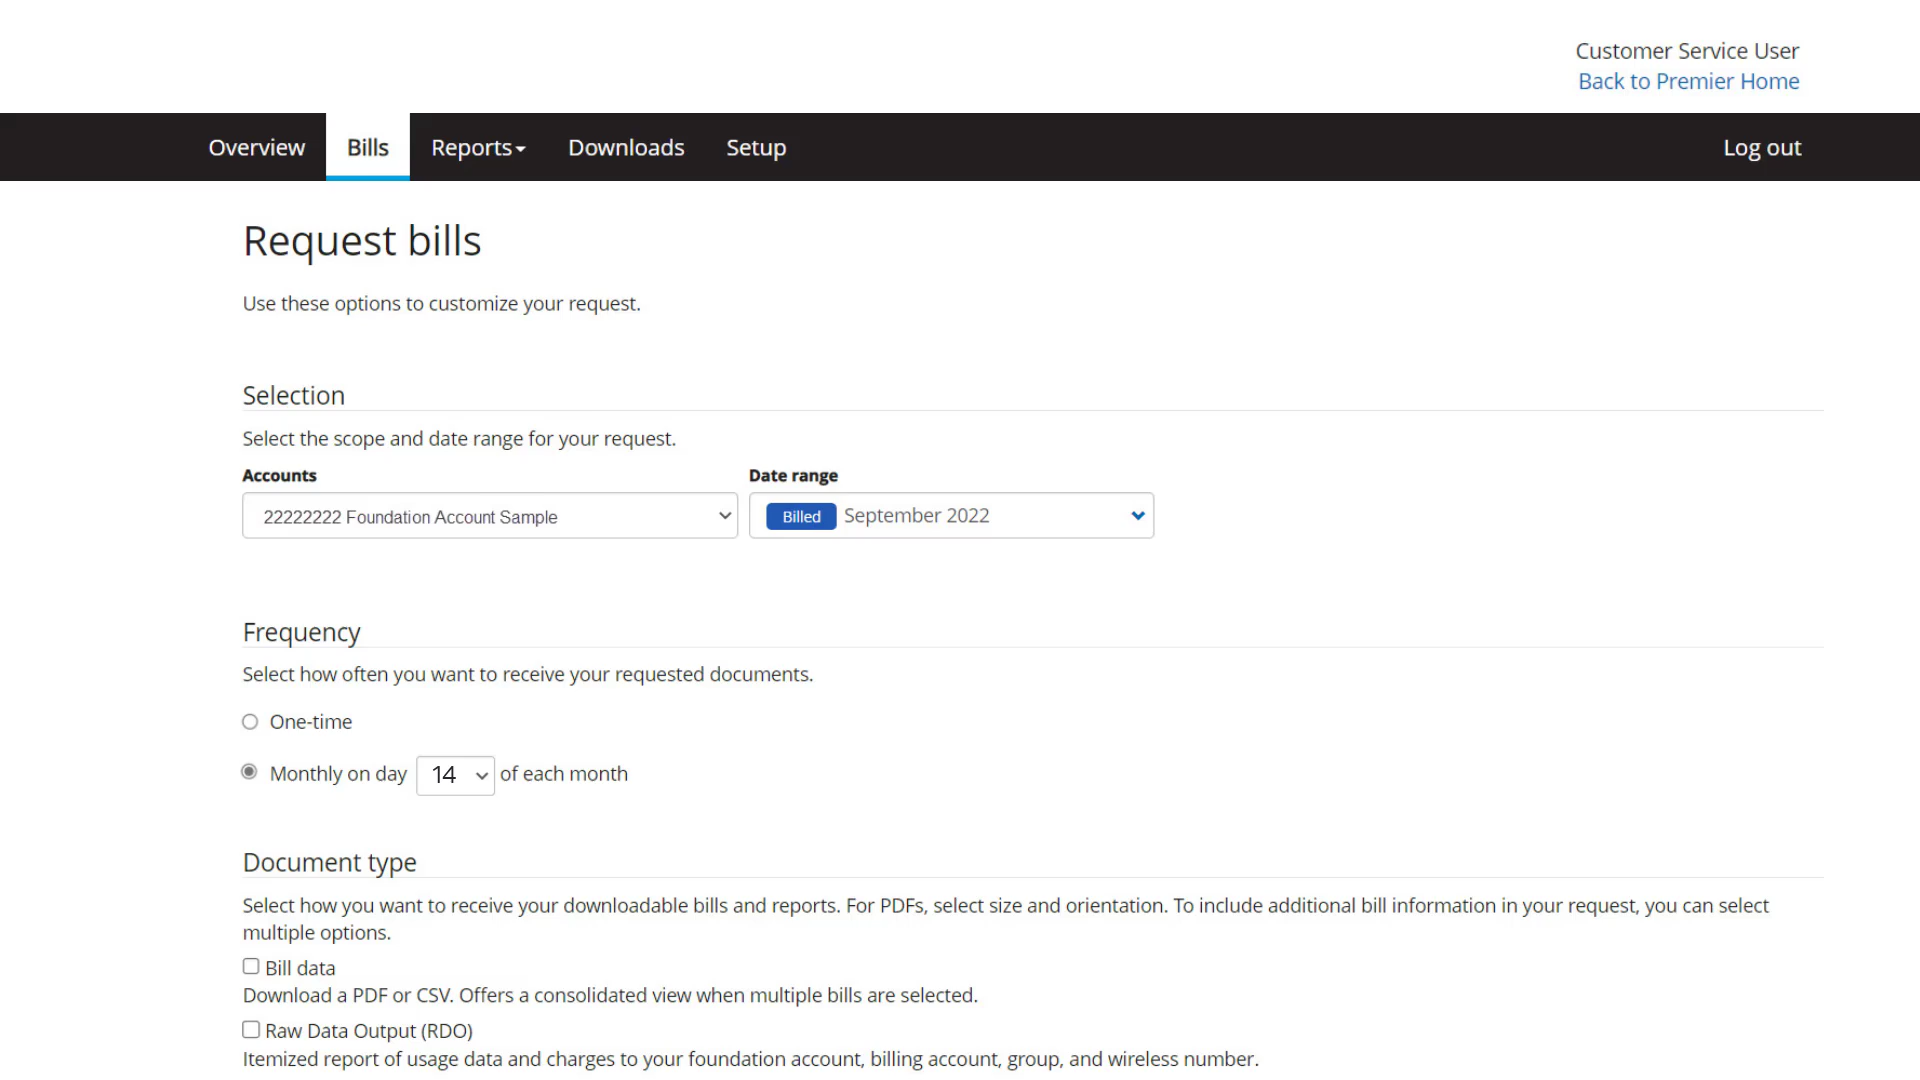 Customer Service User
Back to Premier Home
Overview Bills Reports Downloads Setup Log out
Request bills
Use these options to customize your request.
Selection
Select the scope and date range for your request.
Accounts Date range
22222222 Foundation Account Sample Billed September 2022
Frequency
Select how often you want to receive your requested documents.
One-time
Monthly on day 14 of each month
Document type
Select how you want to receive your downloadable bills and reports. For PDFs, select size and orientation. To include additional bill information in your request, you can select
multiple options.
Bill data
Download a PDF or CSV. Offers a consolidated view when multiple bills are selected.
Raw Data Output (RDO)
Itemized report of usage data and charges to your foundation account, billing account, group, and wireless number.